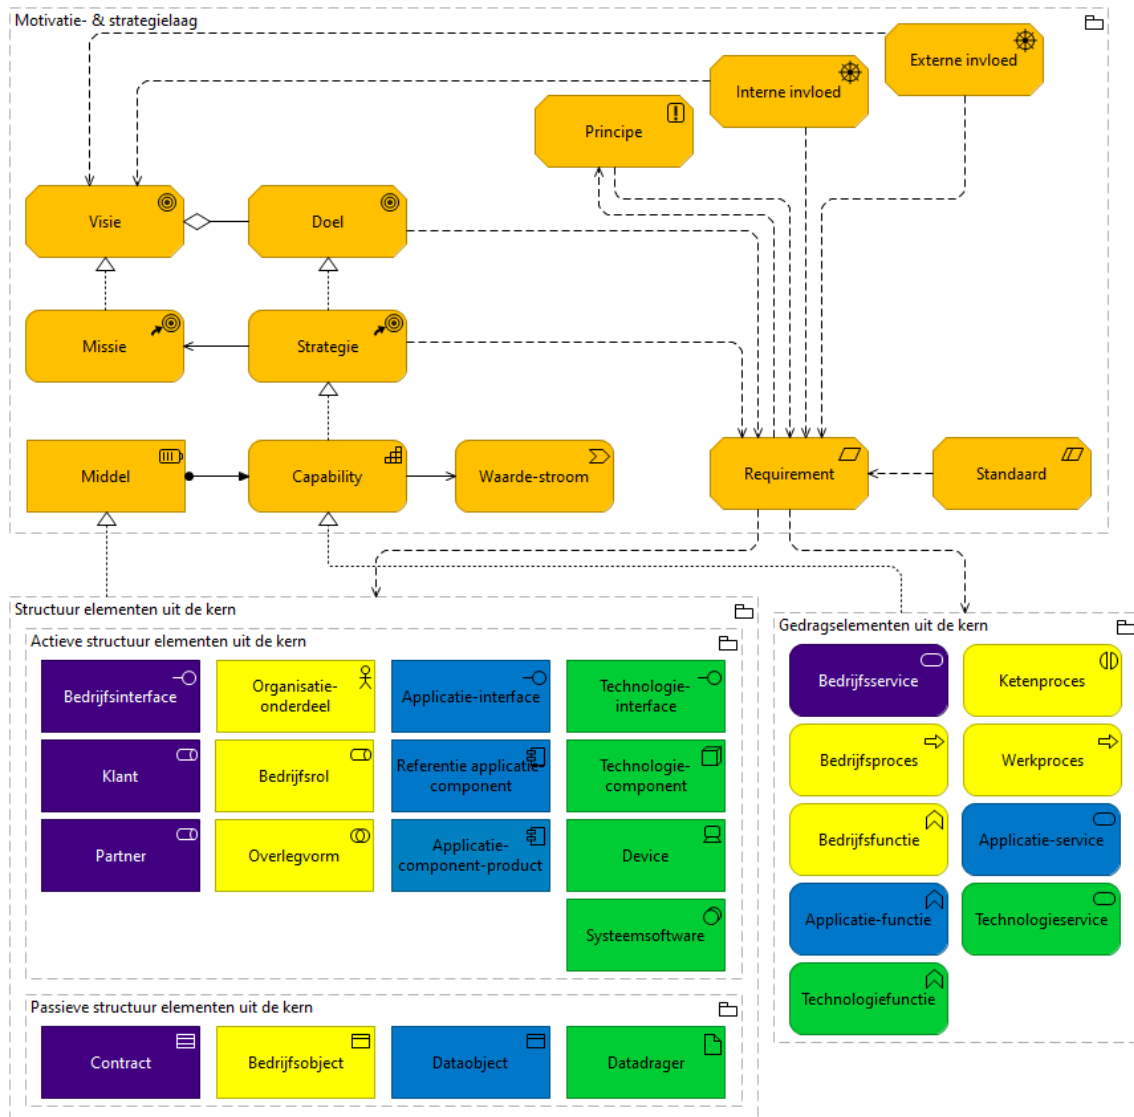 Motivatie- & strategielaag
Externe invloed
Interne invloed
Principe
Visie
Doel
Missie
Strategie
Middel
Capability
Waarde-stroom
Requirement
Standaard
Structuur elementen uit de kern
Actieve structuur elementen uit de kern
Bedrijfsinterface
Organisatie-
onderdeel
Applicatie-interface
Technologie-
interface
Klant
Bedrijfsrol
Referentie applicatie-
component
Technologie-
component
Partner
Overlegvorm
Applicatie-
component-product
Device
Systeemsoftware
Passieve structuur elementen uit de kern
Contract
Bedrijfsobject
Dataobject
Datadrager
Gedragselementen uit de kern
Bedrijfsservice
Ketenproces
Bedrijfsproces
Werkproces
Bedrijfsfunctie
Applicatie-service
Applicatie-functie
Technologieservice
Technologiefunctie